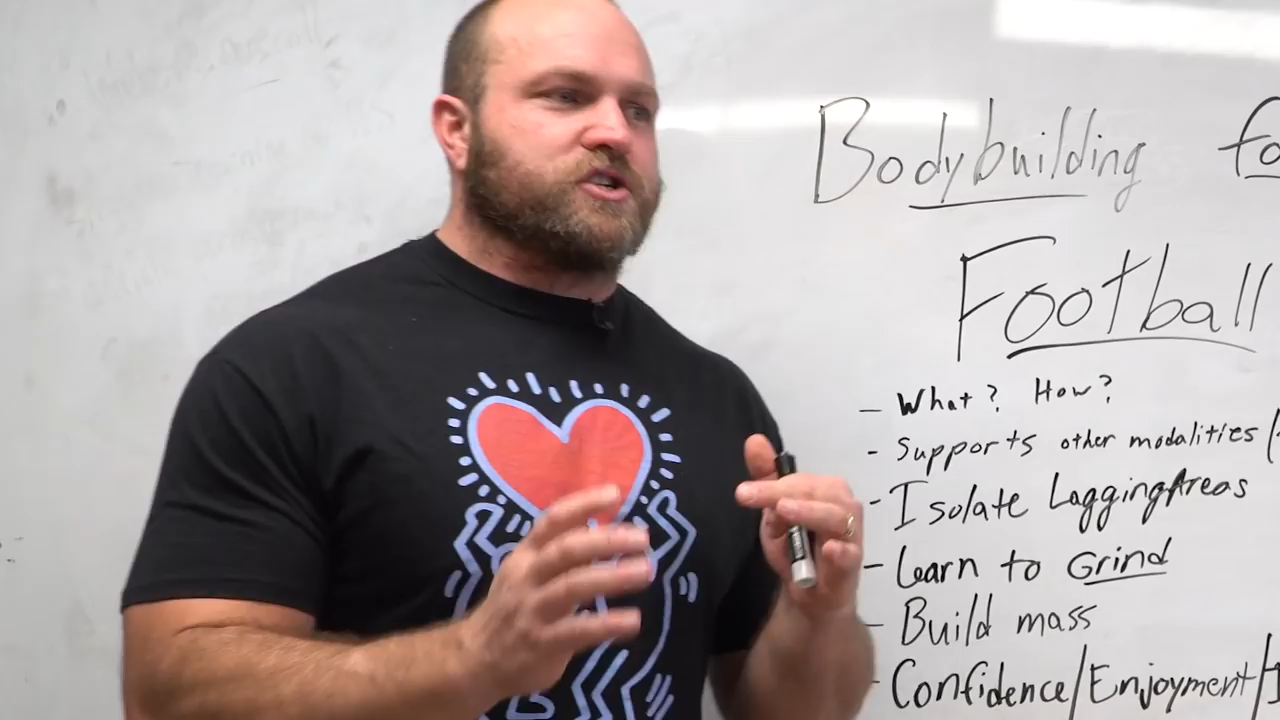 Bodybuilding fo
Football
- What? How?
- Supports other modalities (
- Isolate Lagging Areas
- Learn to Grind
- Build mass
- Confidence/Enjoyment/